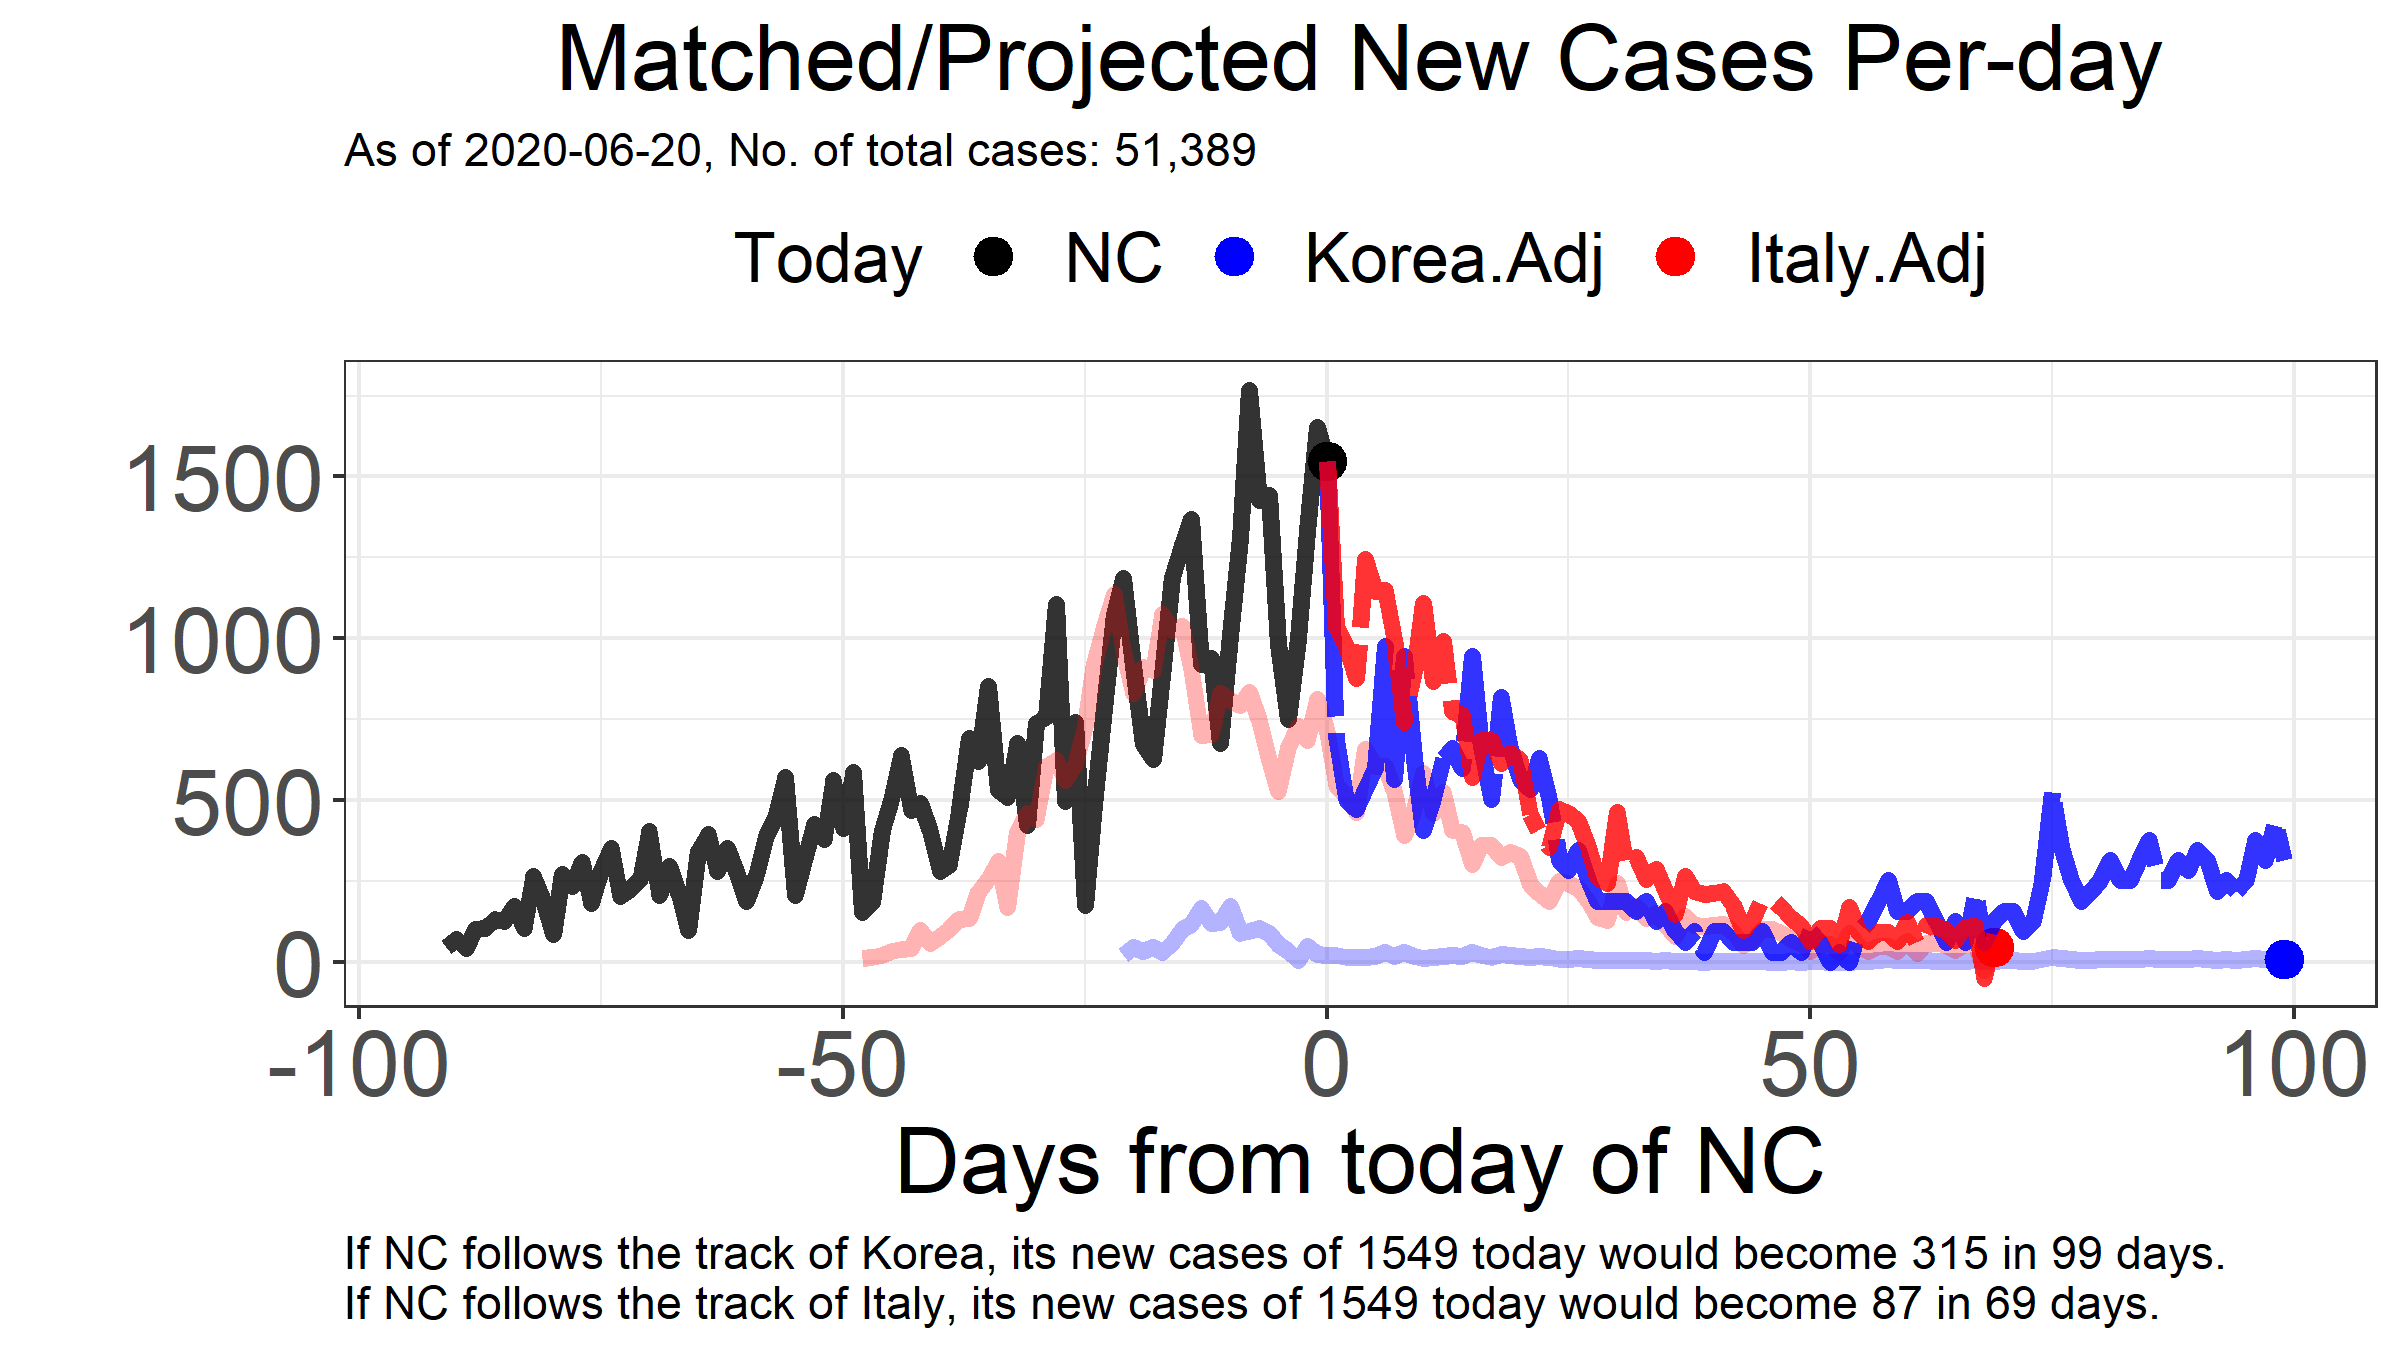 Matched/Projected New Cases Per-day
As of 2020-06-20, No. of total cases: 51,389
Today NC Korea.Adj Italy.Adj
1500
1000
500
0
-100 -50 0 50 100
Days from today of NC
If NC follows the track of Korea, its new cases of 1549 today would become 315 in 99 days.
If NC follows the track of Italy, its new cases of 1549 today would become 87 in 69 days.